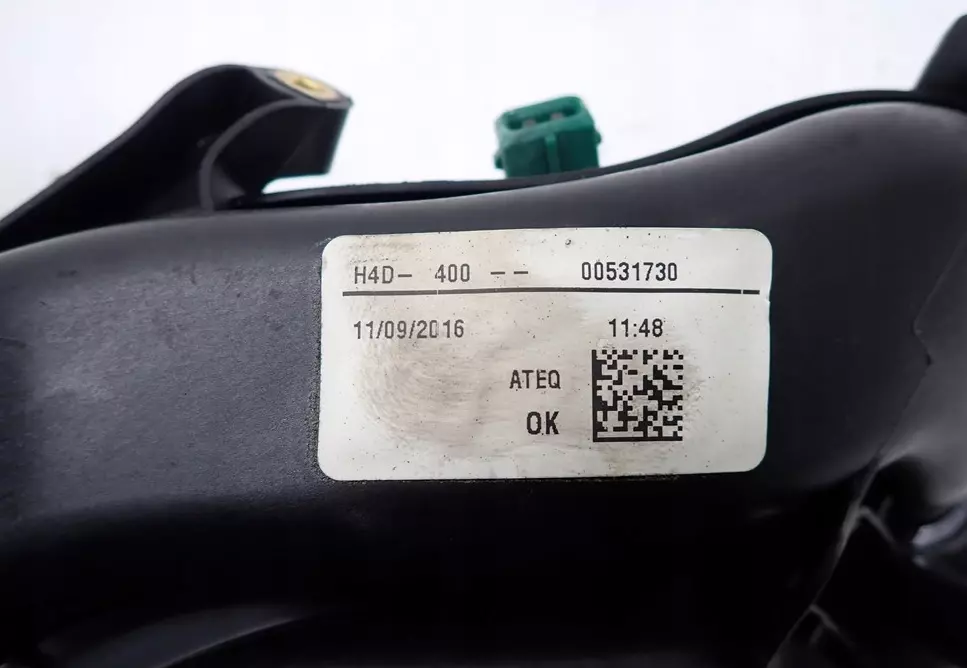 H4D- 400 -- 00531730
11/09/2016 11:48
ATEQ
OK